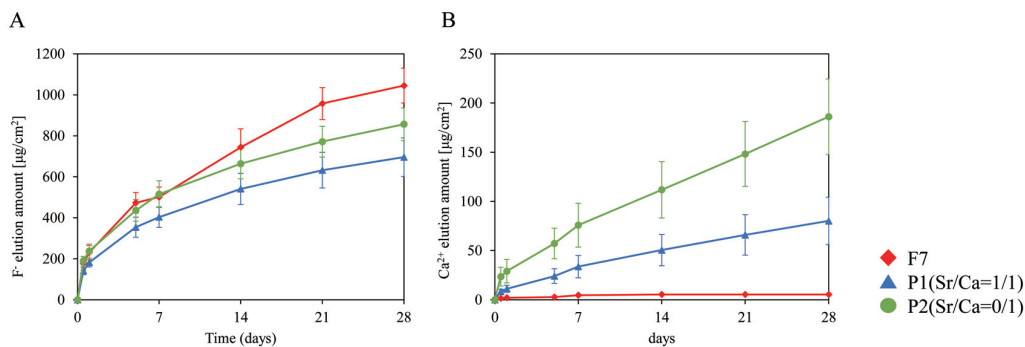 A
F⁻ elution amount [μg/cm²]
1200
1000
800
600
400
200
0
0 7 14 21 28
Time (days)
B
Ca²⁺ elution amount [μg/cm²]
250
200
150
100
50
0
0 7 14 21 28
days
F7
P1(Sr/Ca=1/1)
P2(Sr/Ca=0/1)